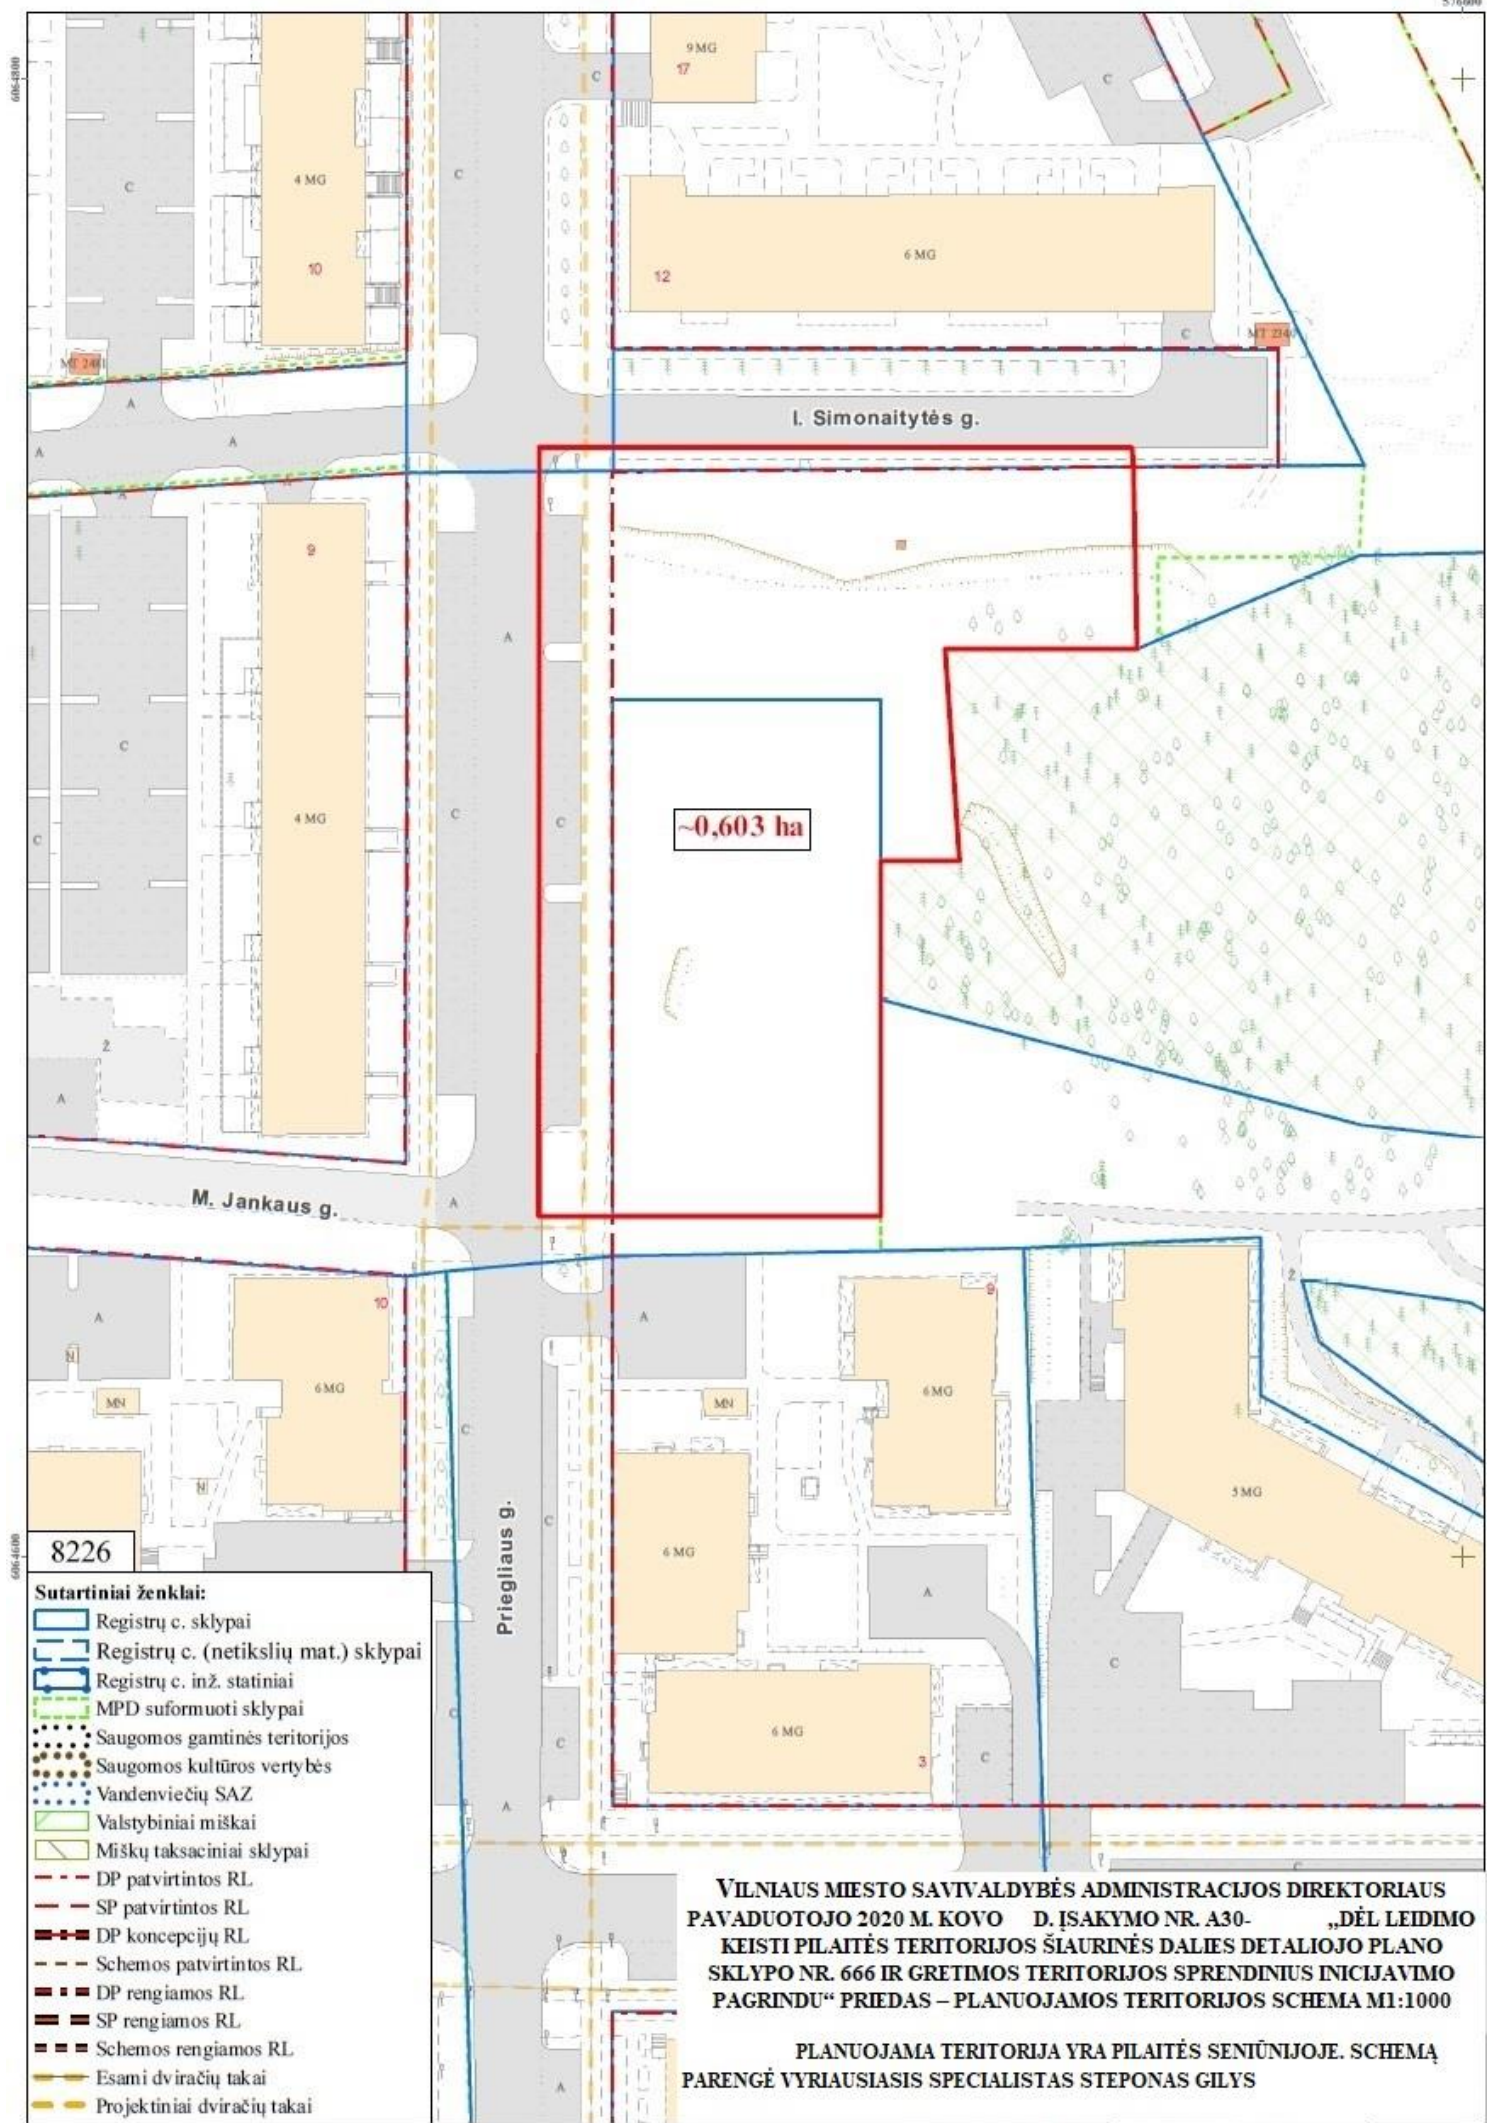 576600
6064800
9 MG
17
C
C
4 MG
10
C
C
6 MG
12
C
I. Simonaitytės g.
A
A
A
A
9
A
C
4 MG
C
C
C
~0,603 ha
Ž
A
M. Jankaus g.
A
10
A
A
9
N
MN
6 MG
MN
6 MG
C
N
5 MG
Priegliaus g.
C
6 MG
A
8226
6064600
C
6 MG
3
C
C
C
A
C
A
Sutartiniai ženklai:
Registrų c. sklypai
Registrų c. (netikslių mat.) sklypai
Registrų c. inž. statiniai
MPD suformuoti sklypai
Saugomos gamtinės teritorijos
Saugomos kultūros vertybės
Vandenviečių SAZ
Valstybiniai miškai
Miškų taksaciniai sklypai
DP patvirtintos RL
SP patvirtintos RL
DP koncepcijų RL
Schemos patvirtintos RL
DP rengiamos RL
SP rengiamos RL
Schemos rengiamos RL
Esami dviračių takai
Projektiniai dviračių takai
VILNIAUS MIESTO SAVIVALDYBĖS ADMINISTRACIJOS DIREKTORIAUS
PAVADUOTOJO 2020 M. KOVO D. ĮSAKYMO NR. A30- „DĖL LEIDIMO
KEISTI PILAITĖS TERITORIJOS ŠIAURINĖS DALIES DETALIOJO PLANO
SKLYPO NR. 666 IR GRETIMOS TERITORIJOS SPRENDINIUS INICIJAVIMO
PAGRINDU“ PRIEDAS – PLANUOJAMOS TERITORIJOS SCHEMA M1:1000
PLANUOJAMA TERITORIJA YRA PILAITĖS SENIŪNIJOJE. SCHEMĄ
PARENGĖ VYRIAUSIASIS SPECIALISTAS STEPONAS GILYS